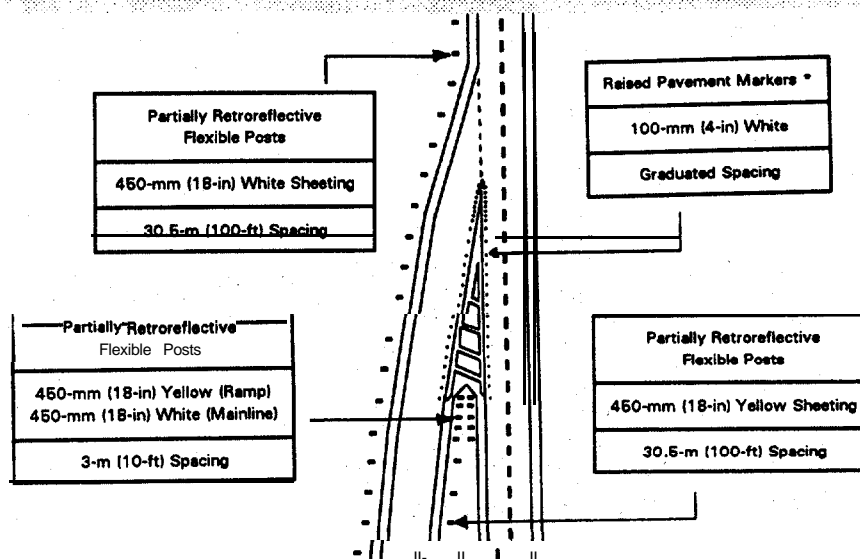 Partially Retroreflective
Flexible Posts
450-mm (18-in) White Sheeting
30.5-m (100-ft) Spacing
Raised Pavement Markers *
100-mm (4-in) White
Graduated Spacing
Partially Retroreflective
Flexible Posts
450-mm (18-in) Yellow (Ramp)
450-mm (18-in) White (Mainline)
3-m (10-ft) Spacing
Partially Retroreflective
Flexible Posts
450-mm (18-in) Yellow Sheeting
30.5-m (100-ft) Spacing